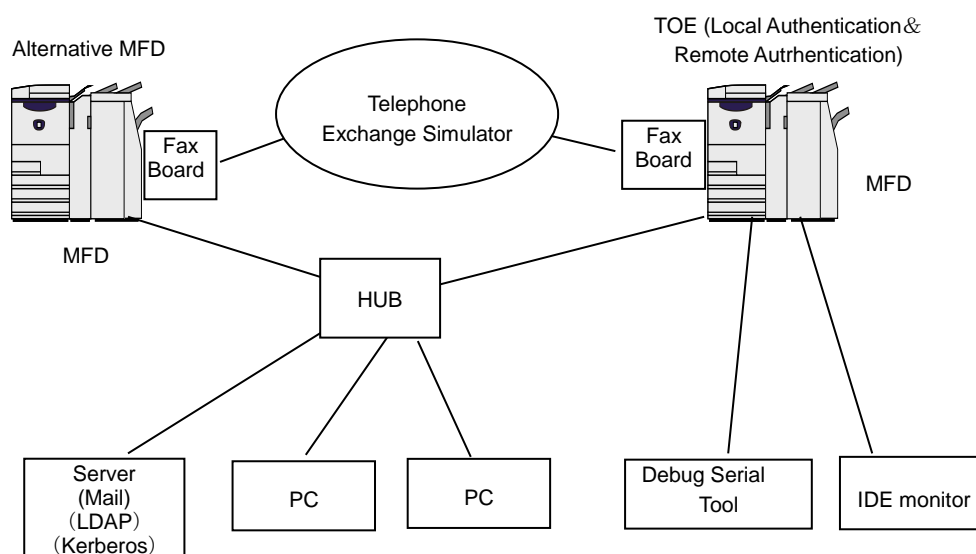 TOE (Local Authentication＆
Remote Autrhentication)
Alternative MFD
Telephone
Exchange Simulator
Fax
Board
Fax
Board
MFD
MFD
HUB
Server
(Mail)
（LDAP）
（Kerberos）
PC
PC
Debug Serial
Tool
IDE monitor